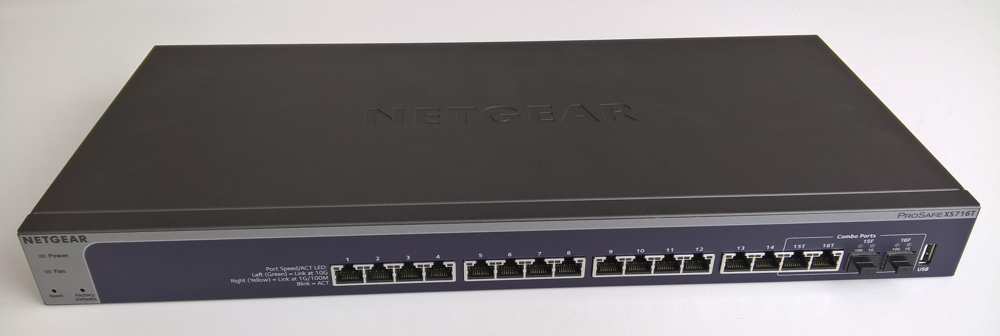 NETGEAR
PROSAFE XS716T
NETGEAR
Power
Fan
Reset
Factory
Defaults
Port Speed/ACT LED:
Left (Green) = Link at 10G
Right (Yellow) = Link at 1G/100M
Blink = ACT
1 2 3 4 5 6 7 8 9 10 11 12 13 14 15T 16T
Combo Ports
15F 16F
10G 1G 10G 1G
USB